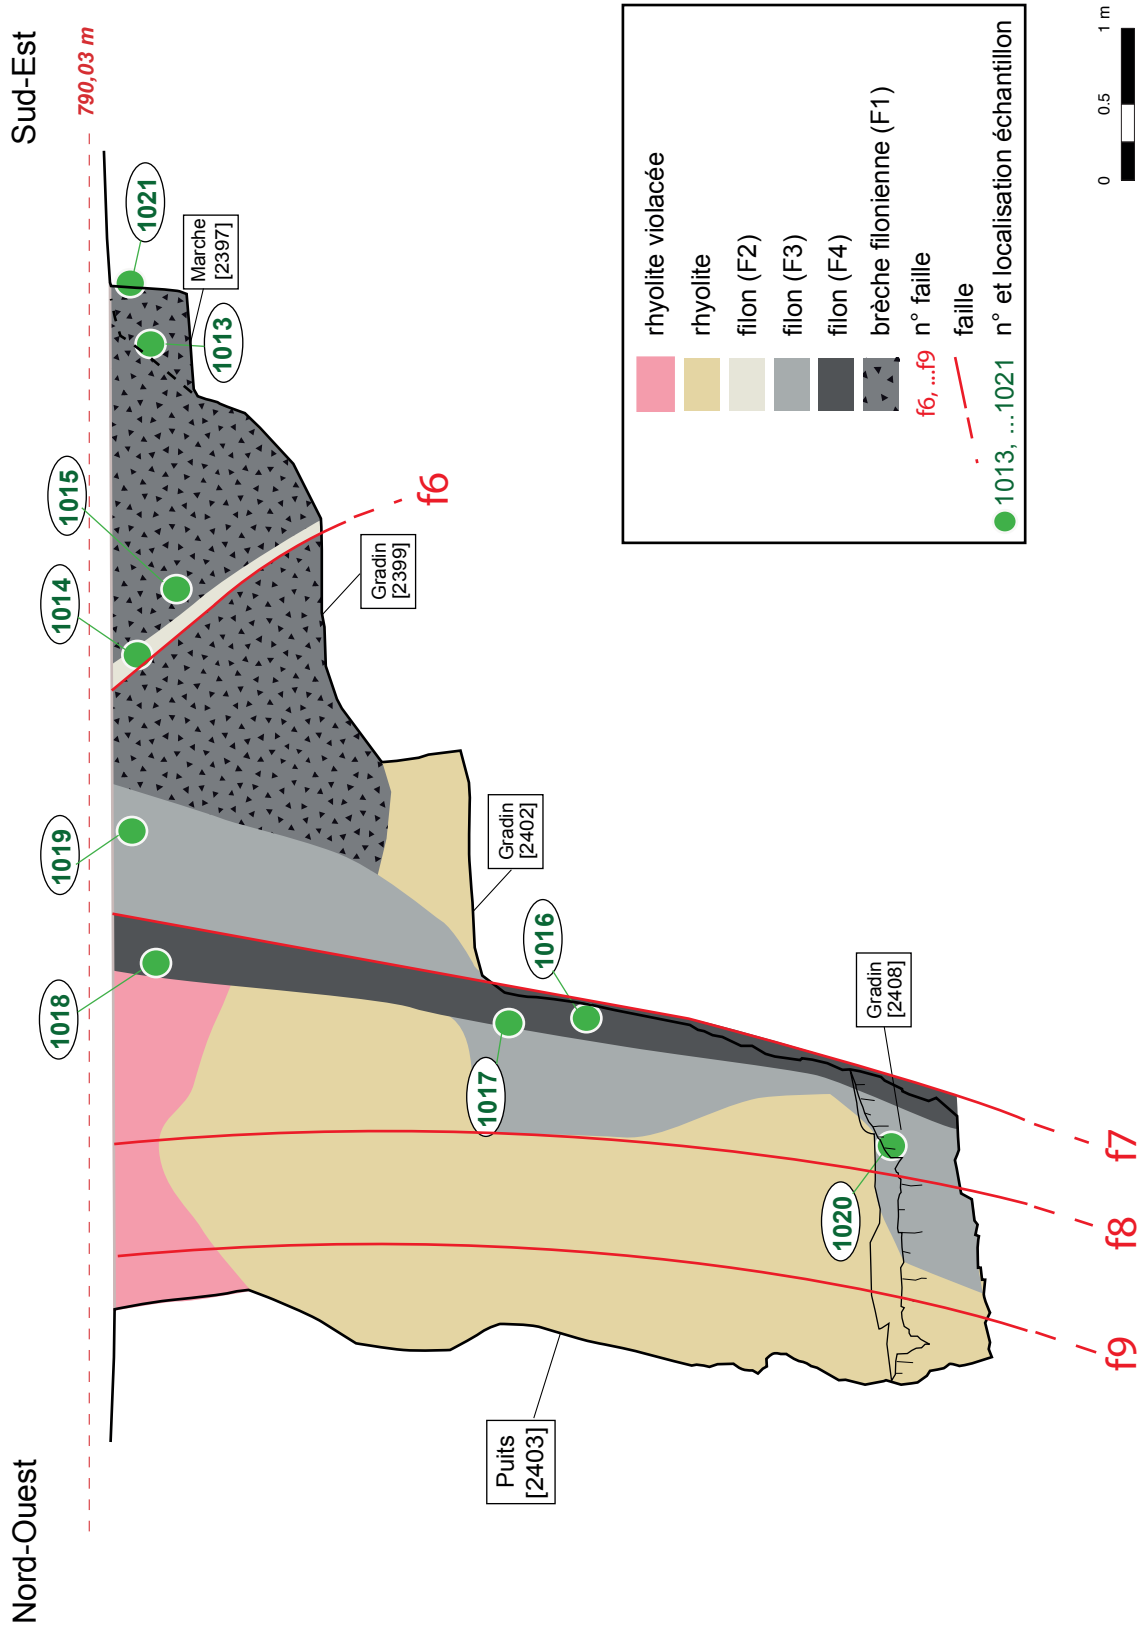 Nord-Ouest
Sud-Est
790,03 m
1018
1019
1014
1015
1021
1013
Marche
[2397]
f6
Gradin
[2399]
Gradin
[2402]
1016
1017
Gradin
[2408]
1020
Puits
[2403]
f9
f8
f7
rhyolite violacée
rhyolite
filon (F2)
filon (F3)
filon (F4)
brèche filonienne (F1)
f6, ...f9 n° faille
faille
1013, ... 1021 n° et localisation échantillon
0 0.5 1 m